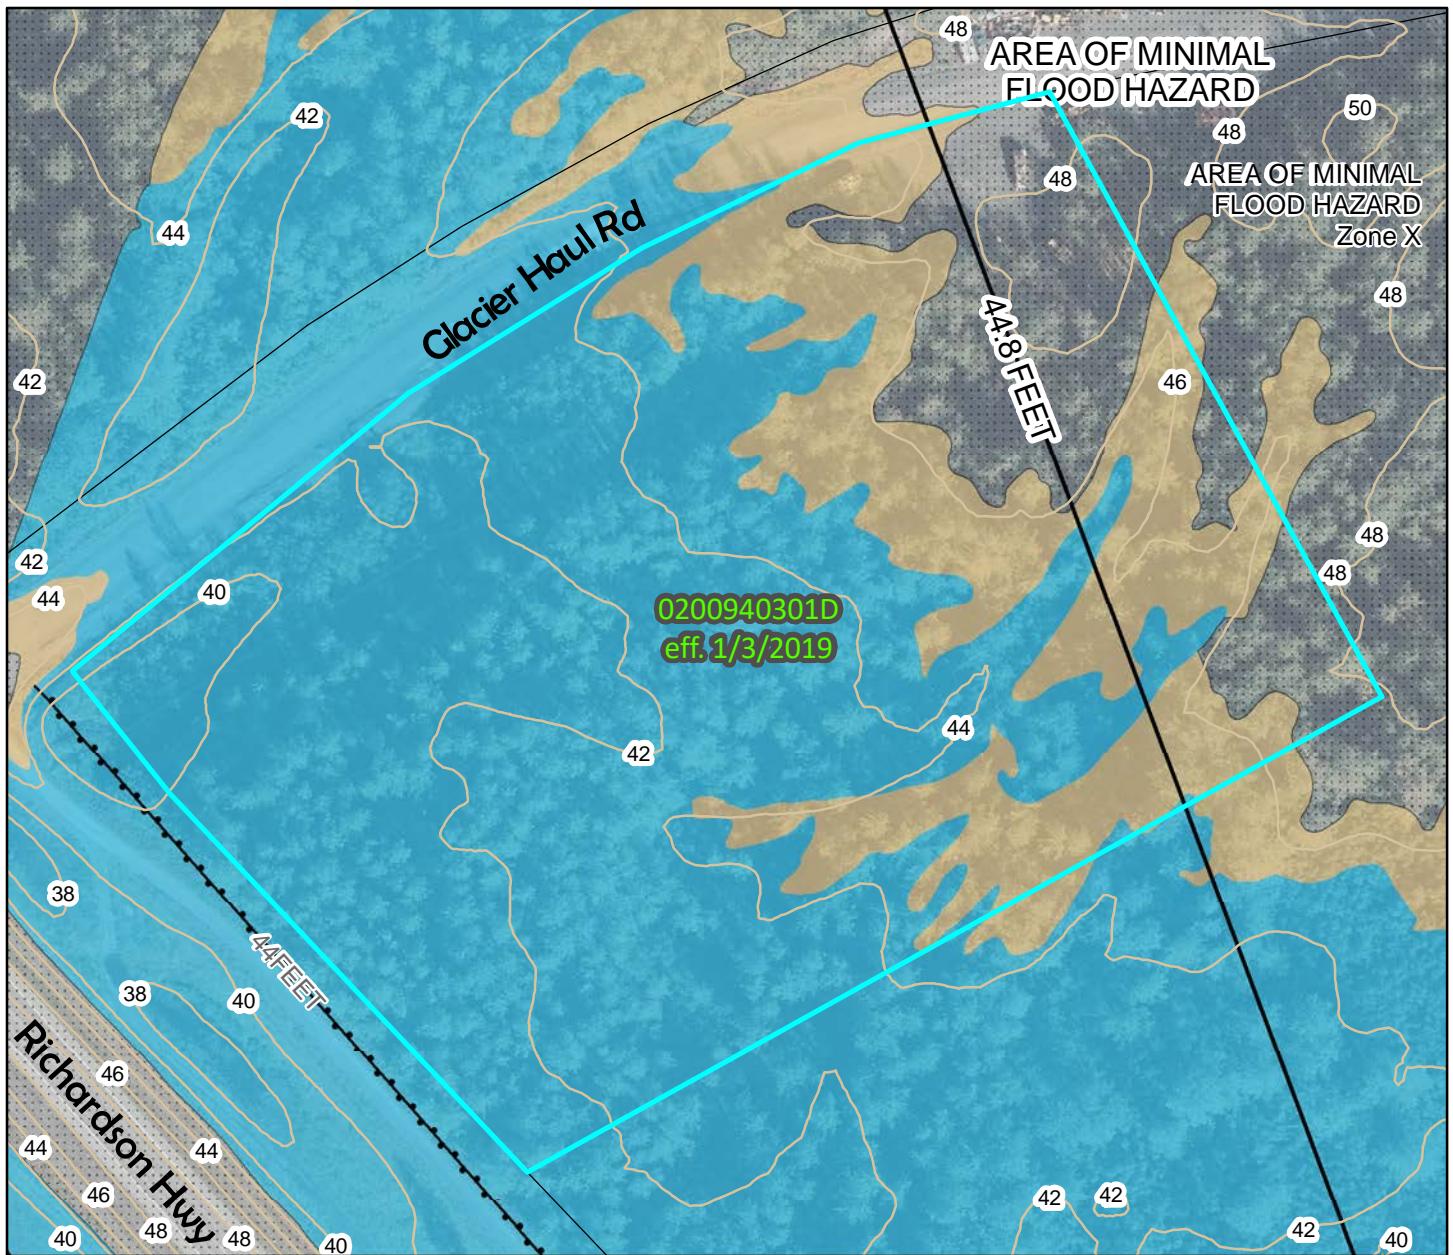 48
AREA OF MINIMAL
FLOOD HAZARD
42
50
48
48
AREA OF MINIMAL
FLOOD HAZARD
Zone X
44
Glacier Haul Rd
48
44.8 FEET
42
46
48
42
48
44
40
0200940301D
eff. 1/3/2019
44
42
38
44FEET
38
40
Richardson Hwy
46
44
44
46
42
42
40
48
48
40
42
40